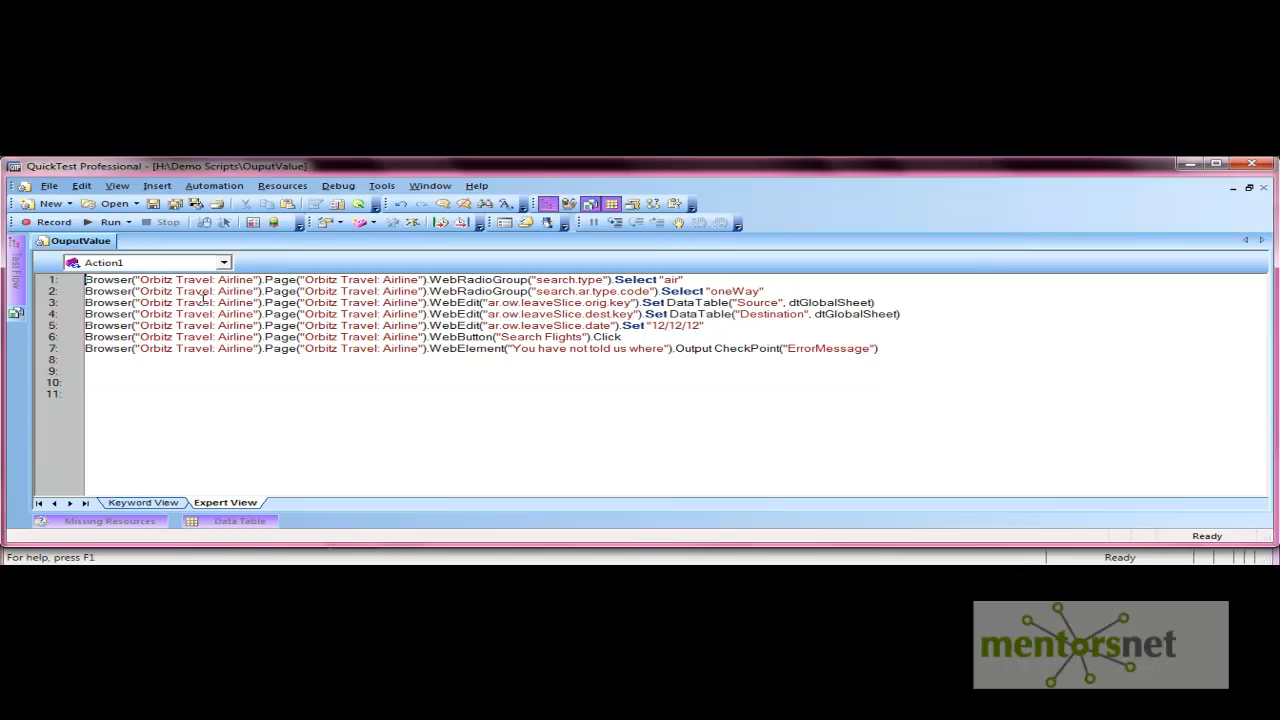 QuickTest Professional - [H:\Demo Scripts\OuputValue]
File Edit View Insert Automation Resources Debug Tools Window Help
New Open
Record Run Stop
OuputValue
TestFlow
Action1
1: Browser("Orbitz Travel: Airline").Page("Orbitz Travel: Airline").WebRadioGroup("search.type").Select "air"
2: Browser("Orbitz Travel: Airline").Page("Orbitz Travel: Airline").WebRadioGroup("search.ar.type.code").Select "oneWay"
3: Browser("Orbitz Travel: Airline").Page("Orbitz Travel: Airline").WebEdit("ar.ow.leaveSlice.orig.key").Set DataTable("Source", dtGlobalSheet)
4: Browser("Orbitz Travel: Airline").Page("Orbitz Travel: Airline").WebEdit("ar.ow.leaveSlice.dest.key").Set DataTable("Destination", dtGlobalSheet)
5: Browser("Orbitz Travel: Airline").Page("Orbitz Travel: Airline").WebEdit("ar.ow.leaveSlice.date").Set "12/12/12"
6: Browser("Orbitz Travel: Airline").Page("Orbitz Travel: Airline").WebButton("Search Flights").Click
7: Browser("Orbitz Travel: Airline").Page("Orbitz Travel: Airline").WebElement("You have not told us where").Output CheckPoint("ErrorMessage")
8:
9:
10:
11:
Keyword View Expert View
Missing Resources Data Table
Ready
For help, press F1 Ready
mentorsnet